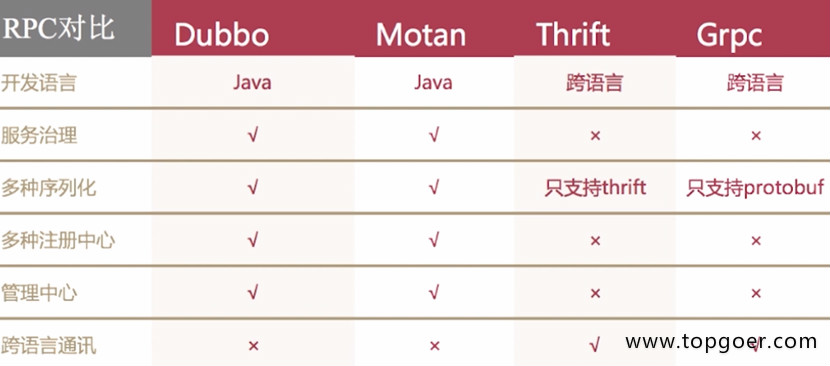 RPC对比 Dubbo Motan Thrift Grpc
开发语言 Java Java 跨语言 跨语言
服务治理 √ √ × ×
多种序列化 √ √ 只支持thrift 只支持protobuf
多种注册中心 √ √ × ×
管理中心 √ √ × ×
跨语言通讯 × × √ √
www.topgoer.com